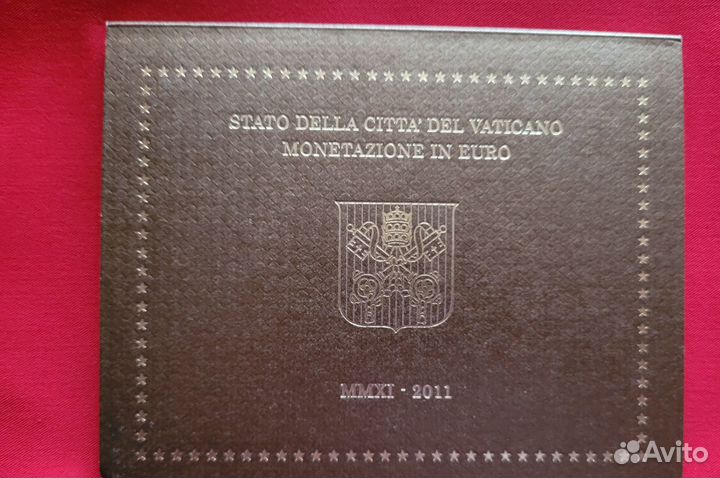 STATO DELLA CITTA' DEL VATICANO
MONETAZIONE IN EURO
MMXI - 2011
Avito